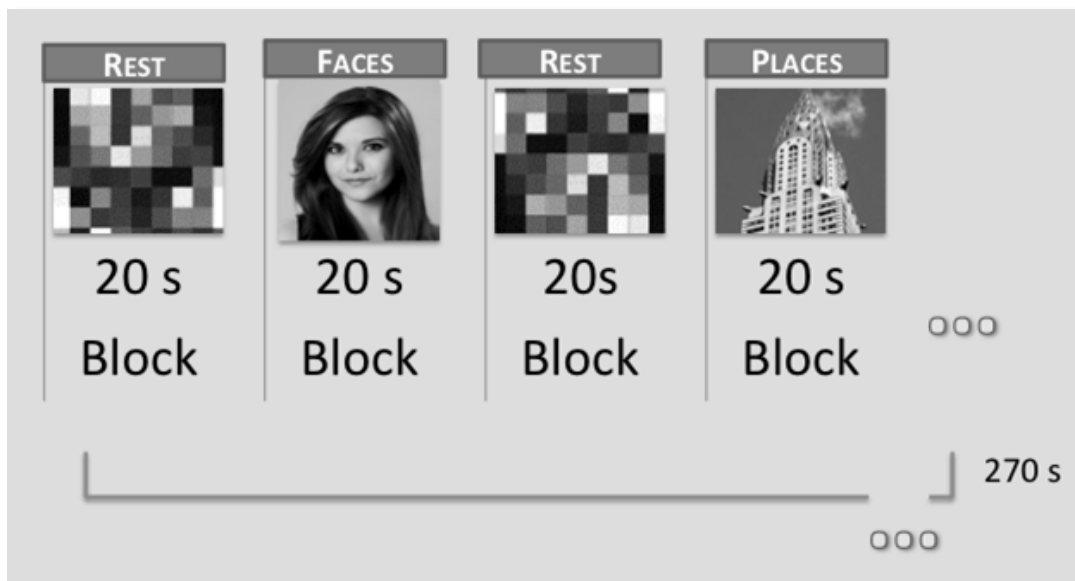 REST
FACES
REST
PLACES
20 s
20 s
20s
20 s
Block
Block
Block
Block
270 s